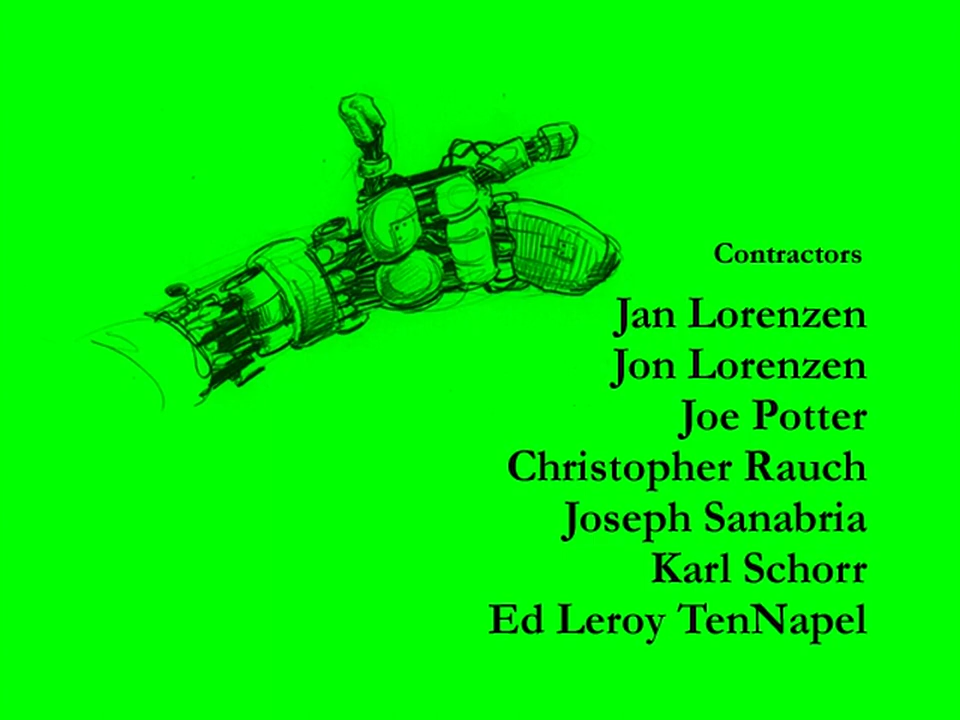 Contractors
Jan Lorenzen
Jon Lorenzen
Joe Potter
Christopher Rauch
Joseph Sanabria
Karl Schorr
Ed Leroy TenNapel